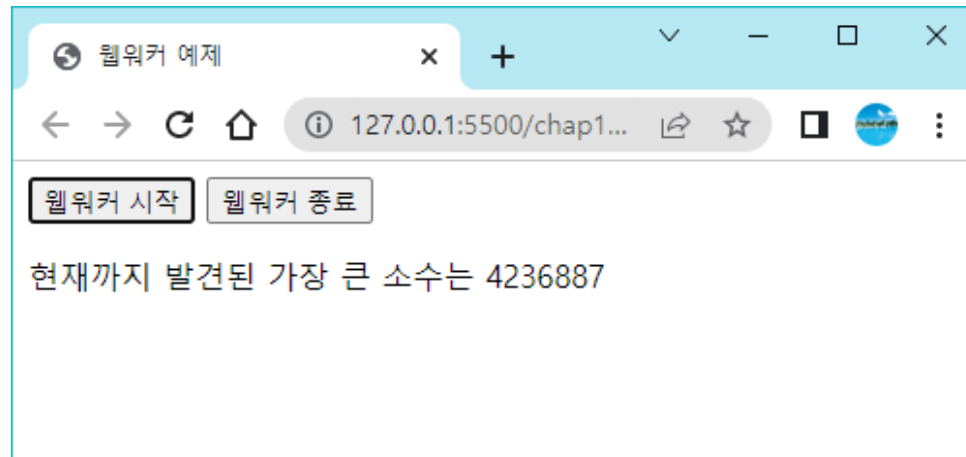 웹워커 예제
127.0.0.1:5500/chap1...
웹워커 시작 웹워커 종료
현재까지 발견된 가장 큰 소수는 4236887